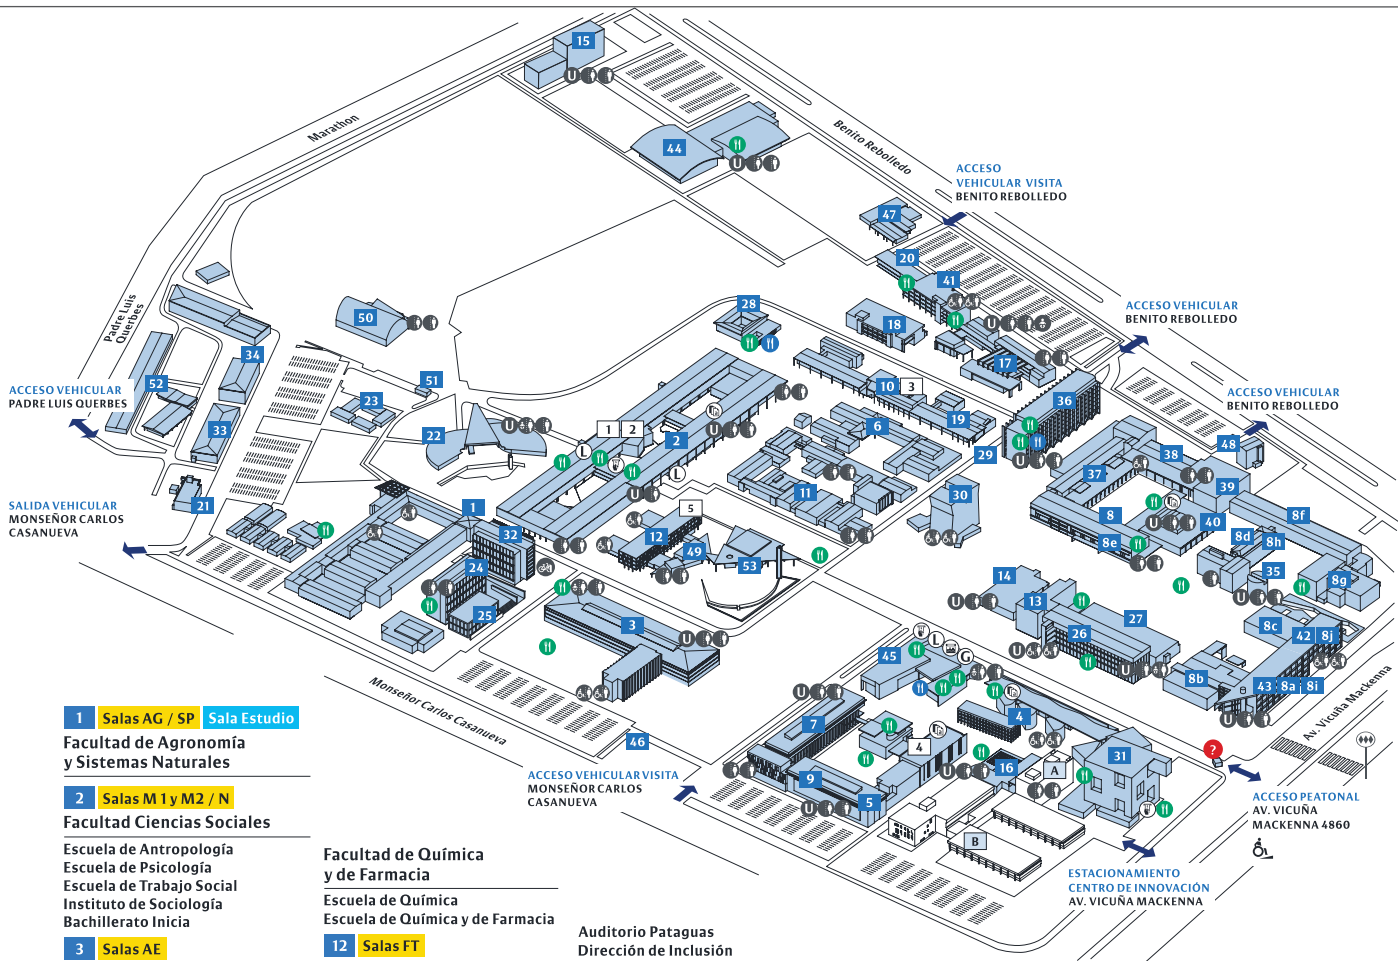 15
Marathon
Benito Rebolledo
44
U
U
ACCESO
VEHICULAR VISITA
BENITO REBOLLEDO
47
20
41
Padre Luis
Querbes
50
28
18
U
ACCESO VEHICULAR
BENITO REBOLLEDO
34
17
52
51
10
3
36
ACCESO VEHICULAR
PADRE LUIS QUERBES
ACCESO VEHICULAR
BENITO REBOLLEDO
23
19
33
22
U
1
2
2
U
6
29
48
38
L
L
U
37
39
21
11
30
SALIDA VEHICULAR
MONSEÑOR CARLOS
CASANUEVA
1
U
5
8
40
8f
32
12
8e
U
8d
8h
49
53
24
14
35
8g
25
13
U
U
3
U
27
8c
42
8j
26
U
45
L
G
U
8b
43
8a
8i
U
Monseñor Carlos Casanueva
Av. Vicuña Mackenna
46
7
U
4
4
31
?
ACCESO VEHICULAR VISITA
MONSEÑOR CARLOS
CASANUEVA
9
5
U
U
16
A
B
ACCESO PEATONAL
AV. VICUÑA
MACKENNA 4860
ESTACIONAMIENTO
CENTRO DE INNOVACIÓN
AV. VICUÑA MACKENNA
1 Salas AG / SP Sala Estudio
Facultad de Agronomía
y Sistemas Naturales
2 Salas M 1 y M2 / N
Facultad Ciencias Sociales
Escuela de Antropología
Escuela de Psicología
Escuela de Trabajo Social
Instituto de Sociología
Bachillerato Inicia
3 Salas AE
Facultad de Química
y de Farmacia
Escuela de Química
Escuela de Química y de Farmacia
12 Salas FT
Auditorio Pataguas
Dirección de Inclusión